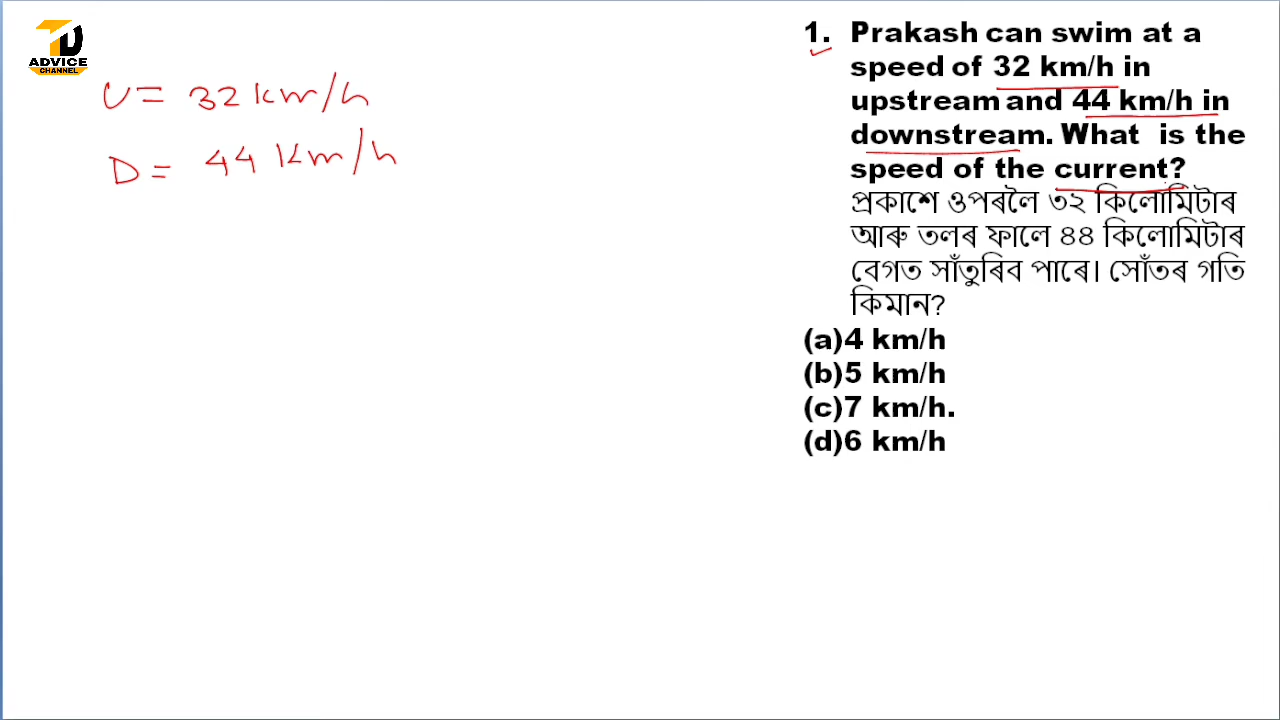 TD
ADVICE
CHANNEL
U = 32 km/h
D = 44 km/h
1. Prakash can swim at a
speed of 32 km/h in
upstream and 44 km/h in
downstream. What is the
speed of the current?
প্ৰকাশে ওপৰলৈ ৩২ কিলোমিটাৰ
আৰু তলৰ ফালে ৪৪ কিলোমিটাৰ
বেগত সাঁতুৰিব পাৰে। সোঁতৰ গতি
কিমান?
(a)4 km/h
(b)5 km/h
(c)7 km/h.
(d)6 km/h